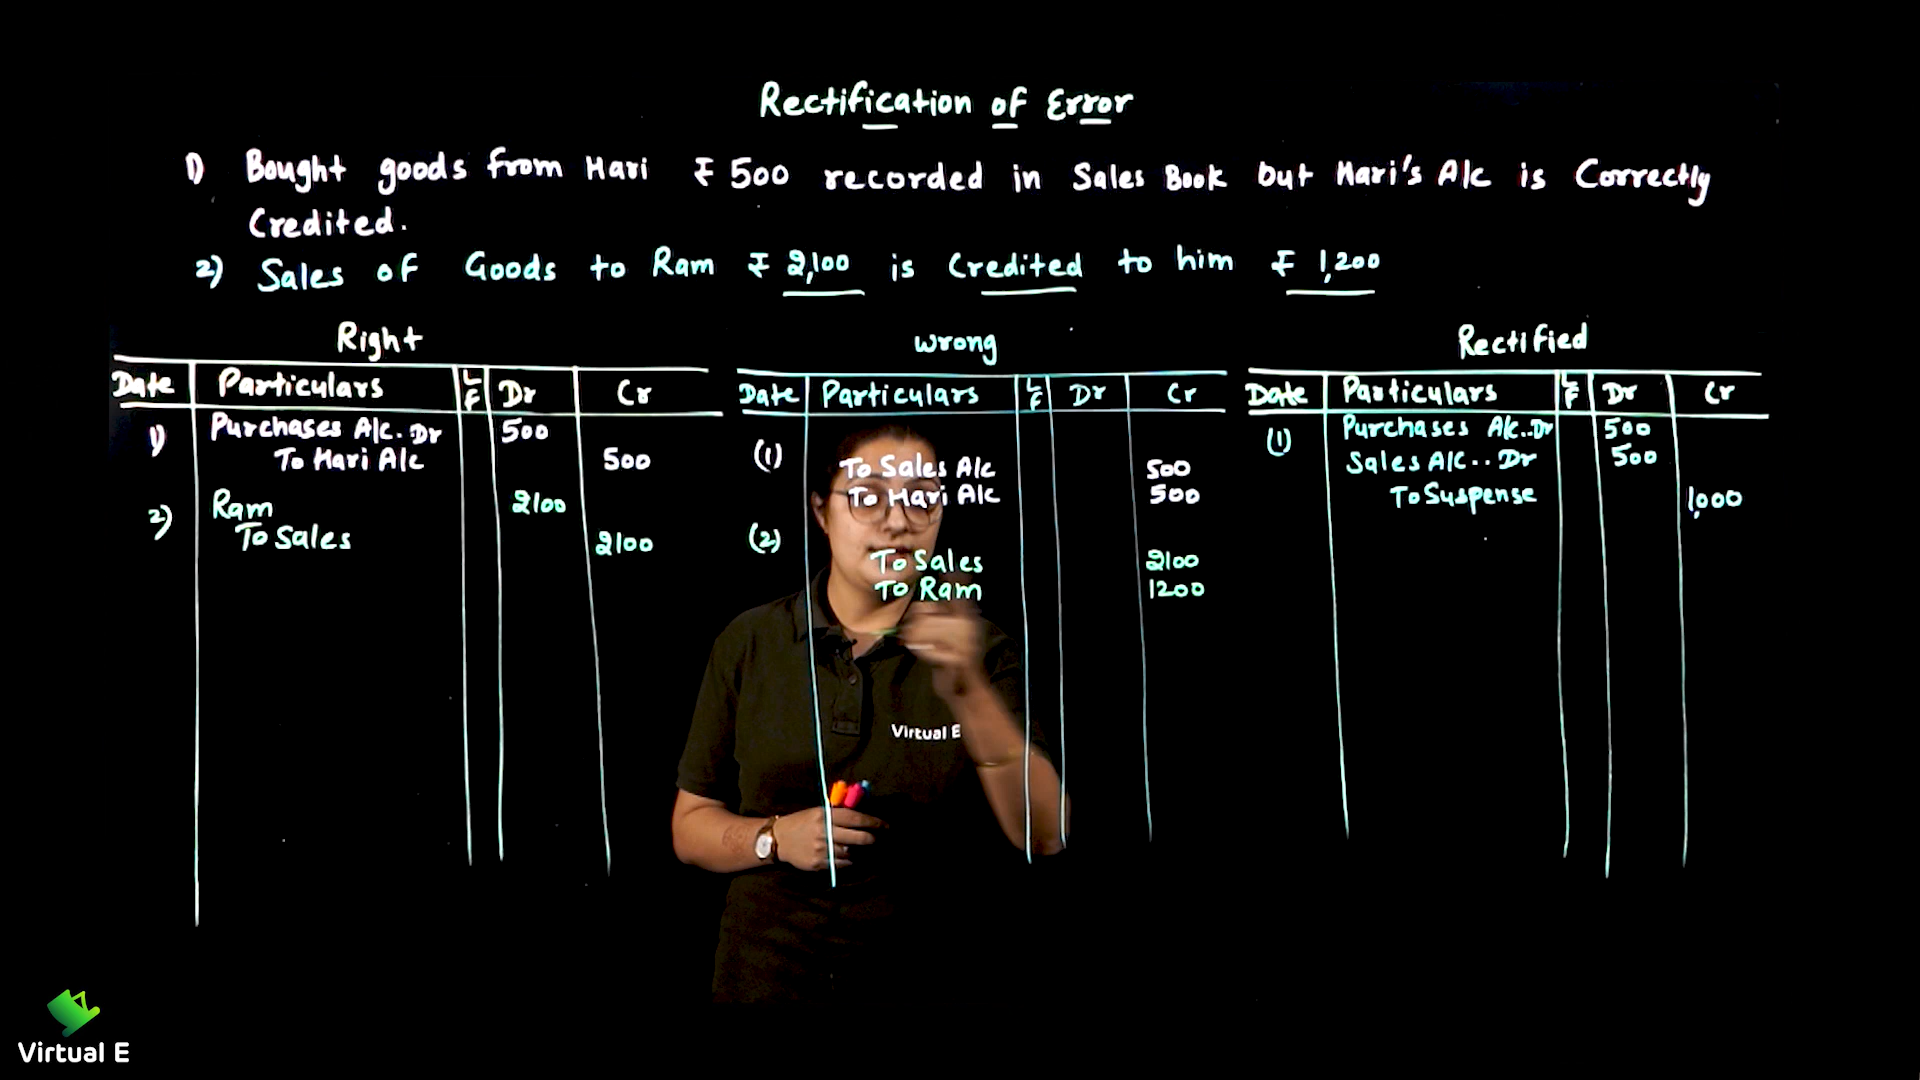 Rectification of Error
1) Bought goods from Hari ₹ 500 recorded in Sales Book but Hari's A/c is Correctly
Credited.
2) Sales of Goods to Ram ₹ 2,100 is Credited to him ₹ 1,200
Right
Date Particulars LF Dr Cr
1) Purchases A/c. Dr 500
To Hari A/c 500
2) Ram 2100
To Sales 2100
Wrong
Date Particulars LF Dr Cr
(1) To Sales A/c 500
To Hari A/c 500
(2)
To Sales 2100
To Ram 1200
Rectified
Date Particulars LF Dr Cr
(1) Purchases A/c..Dr 500
Sales A/c.. Dr 500
To Suspense 1,000
Virtual E
Virtual E